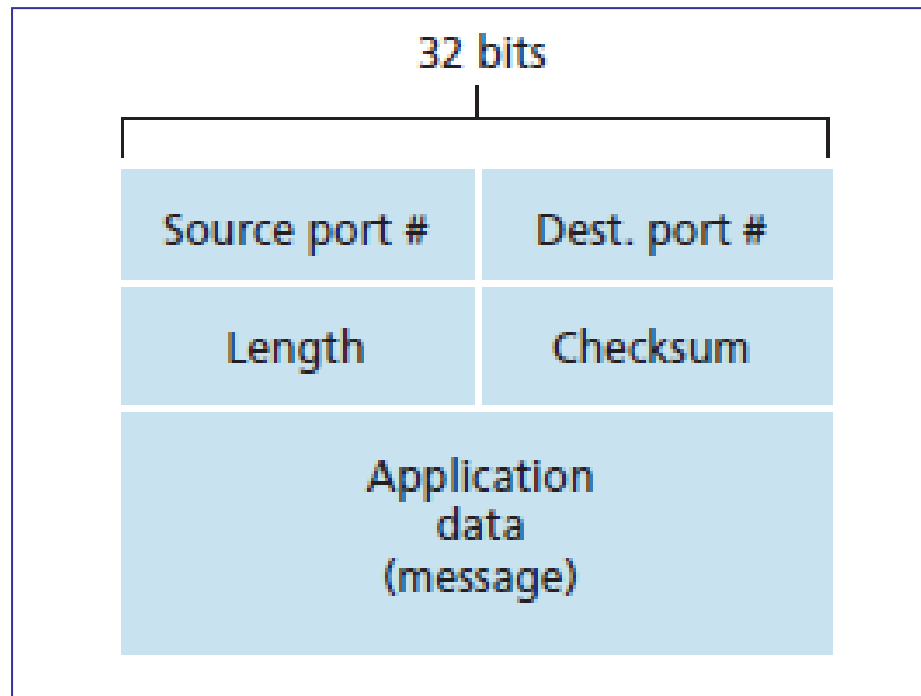 32 bits
Source port #
Dest. port #
Length
Checksum
Application
data
(message)